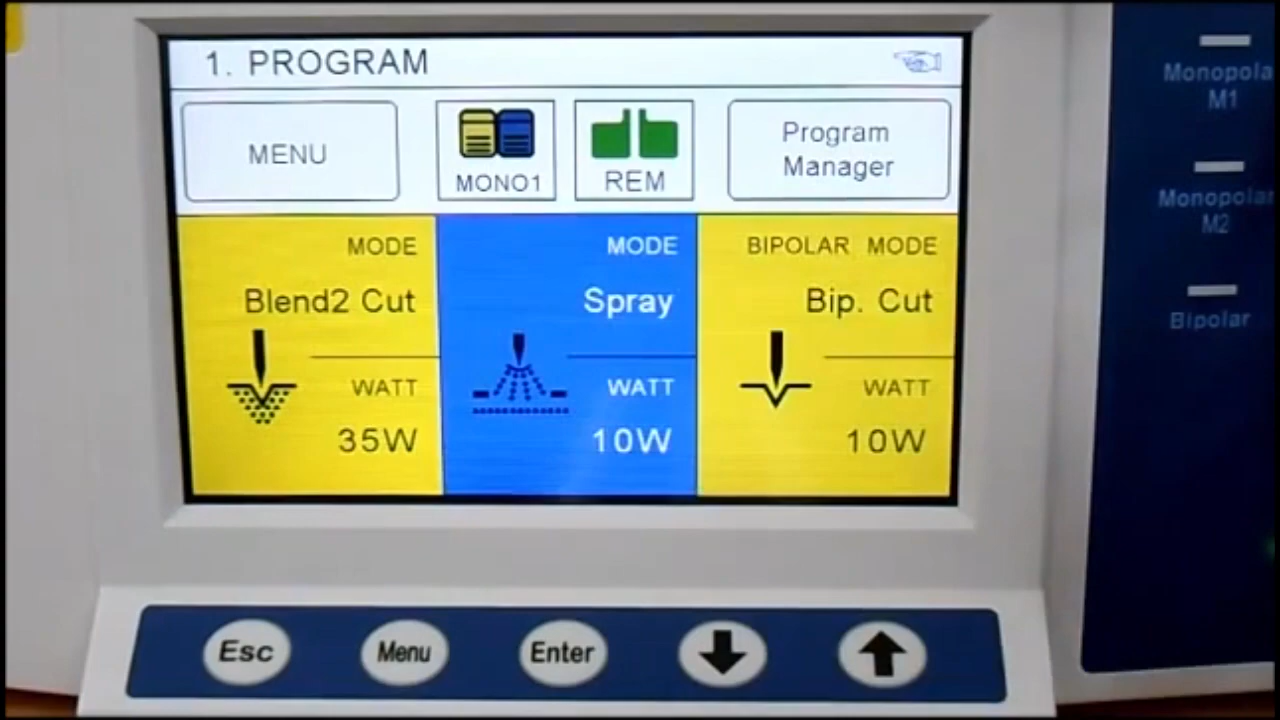 1. PROGRAM
MENU
MONO1
REM
Program
Manager
MODE
Blend2 Cut
WATT
35W
MODE
Spray
WATT
10W
BIPOLAR MODE
Bip. Cut
WATT
10W
Monopola
M1
Monopolar
M2
Bipolar
Esc
Menu
Enter